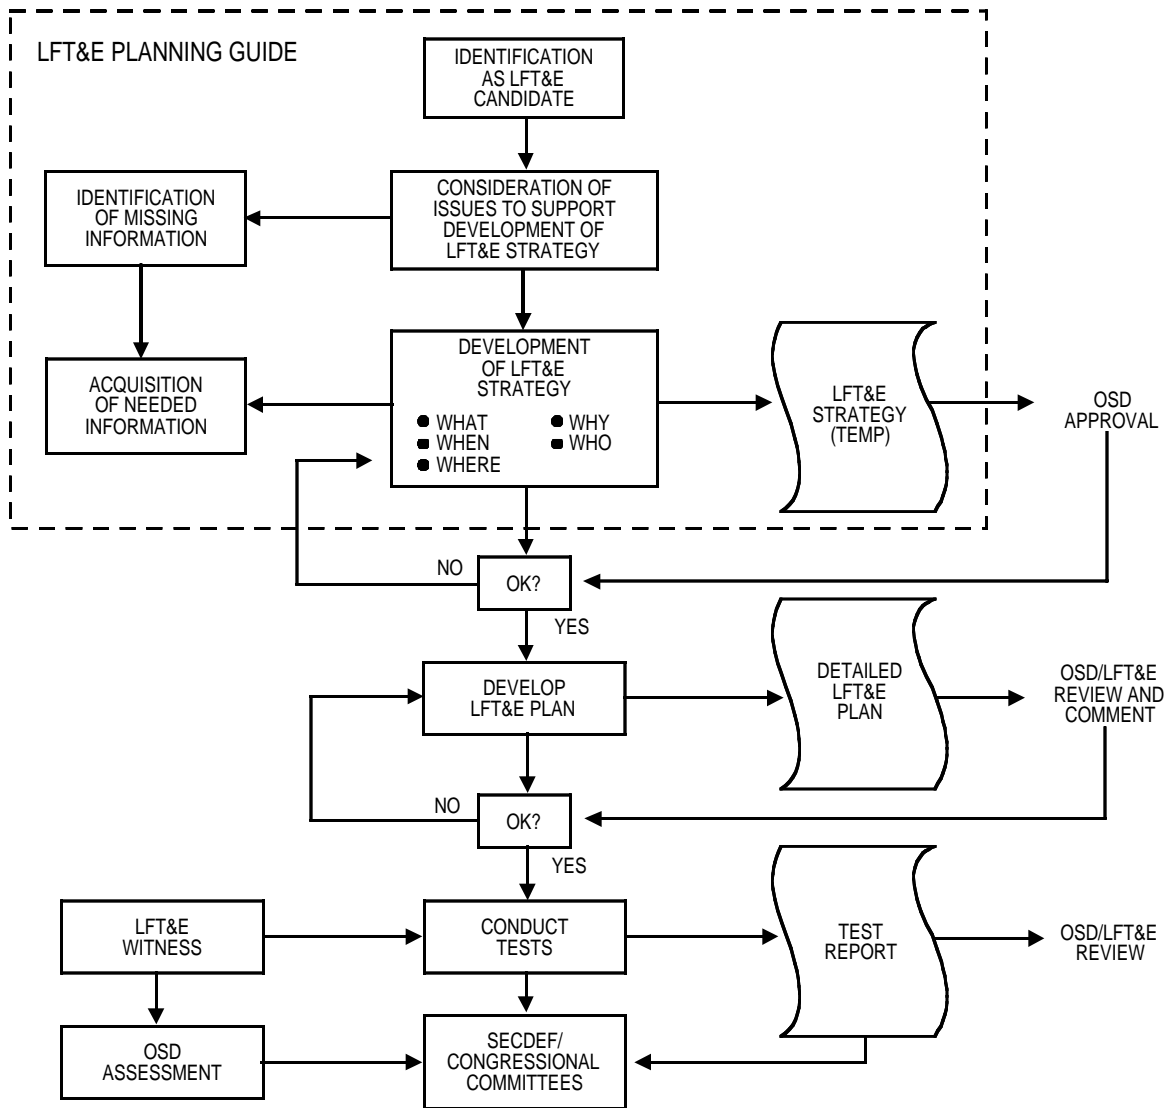 LFT&E PLANNING GUIDE
IDENTIFICATION
AS LFT&E
CANDIDATE
IDENTIFICATION
OF MISSING
INFORMATION
CONSIDERATION OF
ISSUES TO SUPPORT
DEVELOPMENT OF
LFT&E STRATEGY
ACQUISITION
OF NEEDED
INFORMATION
DEVELOPMENT
OF LFT&E
STRATEGY
● WHAT
● WHEN
● WHERE
● WHY
● WHO
LFT&E
STRATEGY
(TEMP)
OSD
APPROVAL
NO
OK?
YES
DEVELOP
LFT&E PLAN
DETAILED
LFT&E
PLAN
OSD/LFT&E
REVIEW AND
COMMENT
NO
OK?
YES
LFT&E
WITNESS
CONDUCT
TESTS
TEST
REPORT
OSD/LFT&E
REVIEW
OSD
ASSESSMENT
SECDEF/
CONGRESSIONAL
COMMITTEES